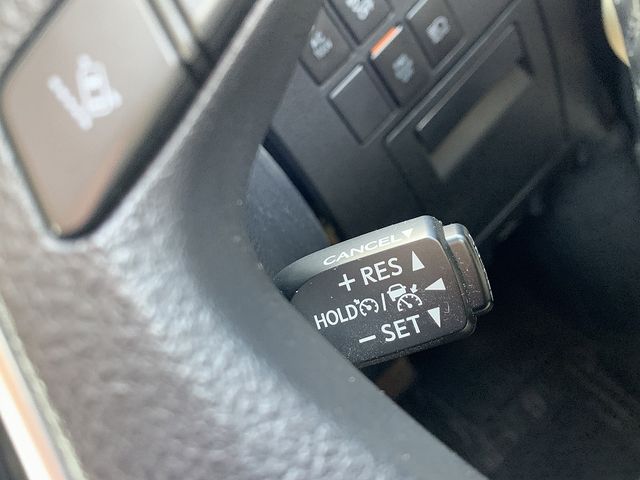 CANCEL▼
+ RES ▲
HOLD / ◀
− SET ▼